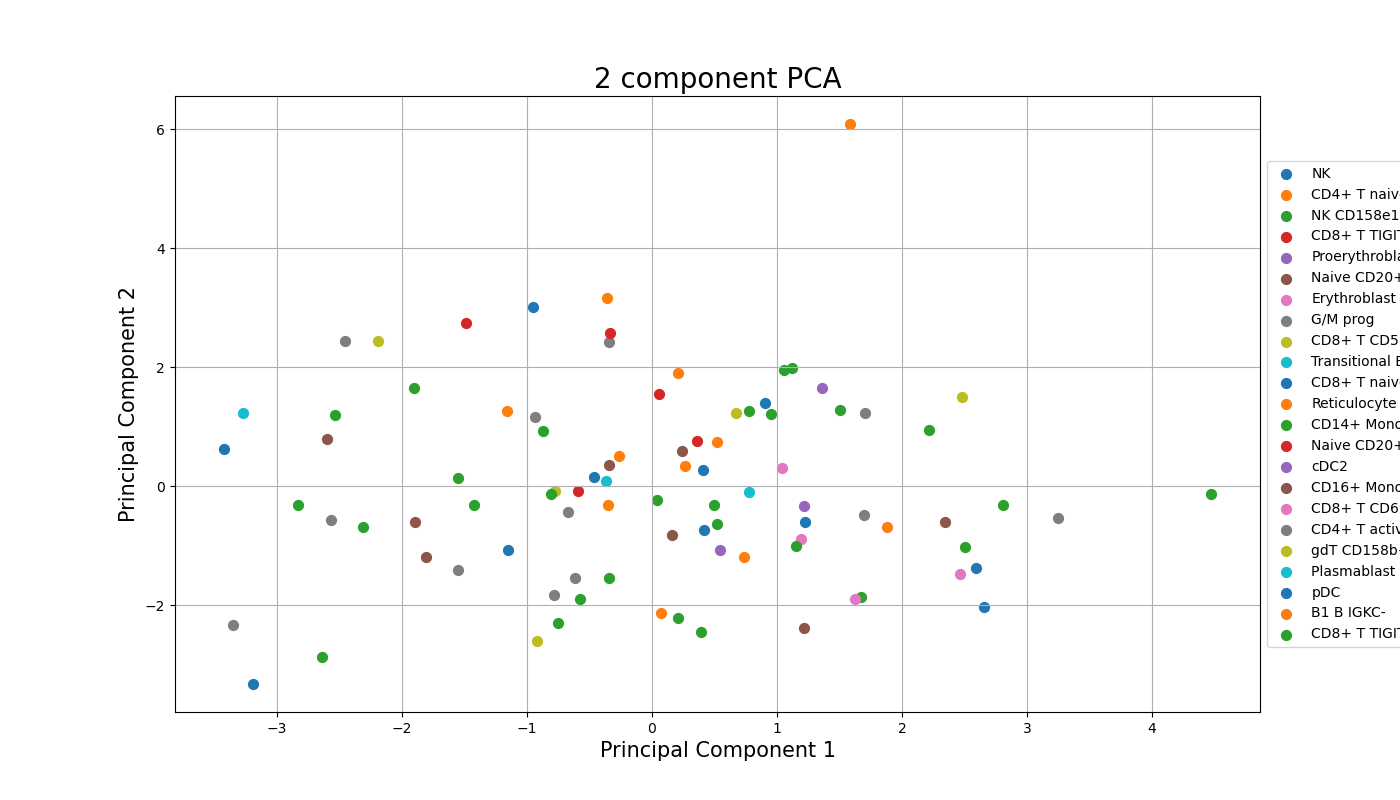 2 component PCA
6
4
2
0
−2
Principal Component 2
−3 −2 −1 0 1 2 3 4
Principal Component 1
NK
CD4+ T naiv
NK CD158e1
CD8+ T TIGIT
Proerythrobla
Naive CD20+
Erythroblast
G/M prog
CD8+ T CD5
Transitional B
CD8+ T naiv
Reticulocyte
CD14+ Mono
Naive CD20+
cDC2
CD16+ Mono
CD8+ T CD6
CD4+ T activ
gdT CD158b
Plasmablast
pDC
B1 B IGKC-
CD8+ T TIGIT